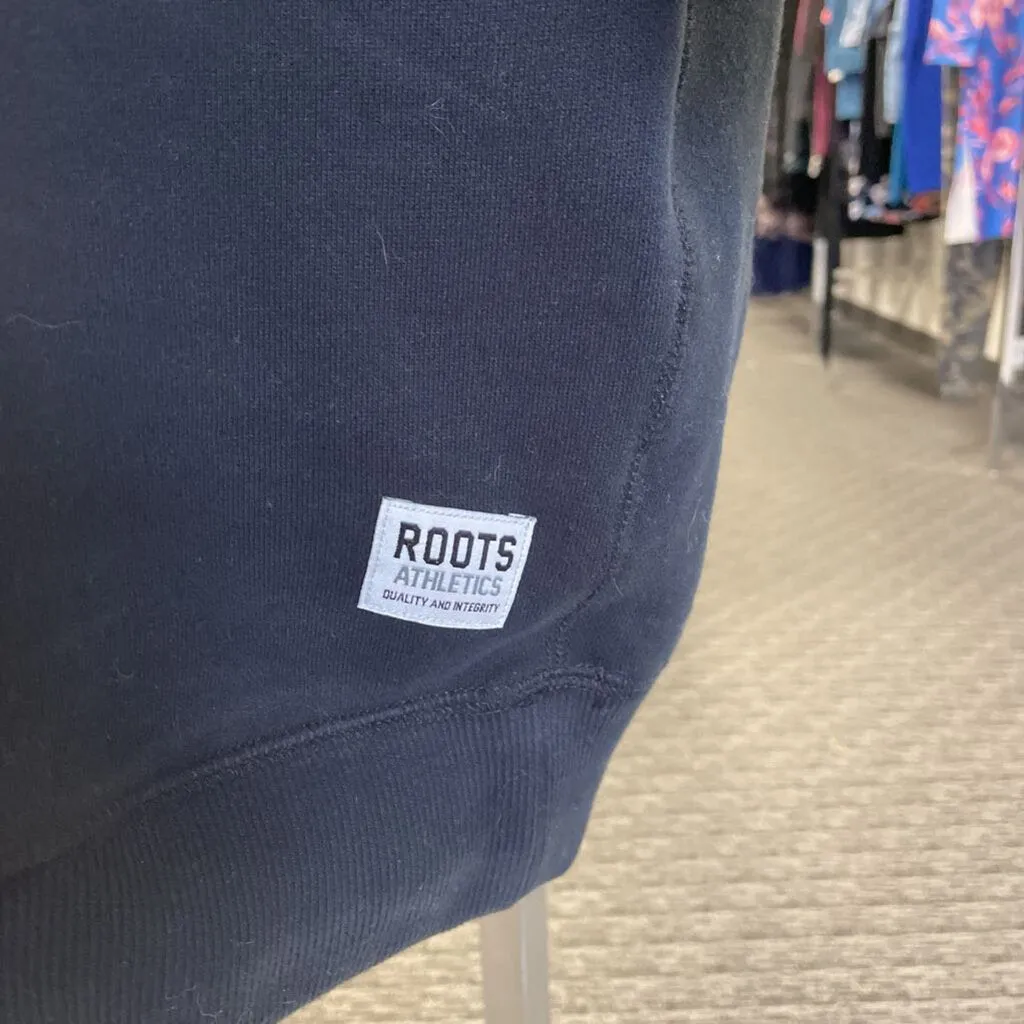 ROOTS
ATHLETICS
QUALITY AND INTEGRITY